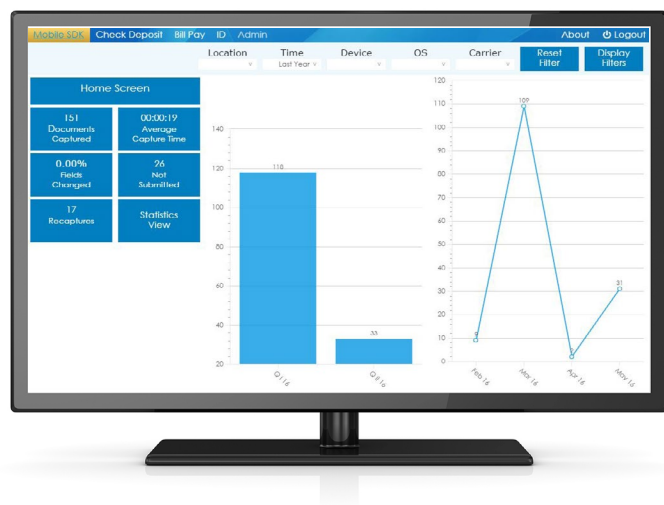 Mobile SDK Check Deposit Bill Pay ID Admin About Logout
Location Time Device OS Carrier Reset Filter Display Filters
Last Year
Home Screen
151
Documents
Captured
00:00:19
Average
Capture Time
0.00%
Fields
Changed
26
Not
Submitted
17
Recaptures
Statistics
View
140
120
100
80
60
40
20
118
33
Q I 16
Q II 16
120
110
100
90
80
70
60
50
40
30
20
10
0
9
109
2
31
Feb 16
Mar 16
Apr 16
May 16